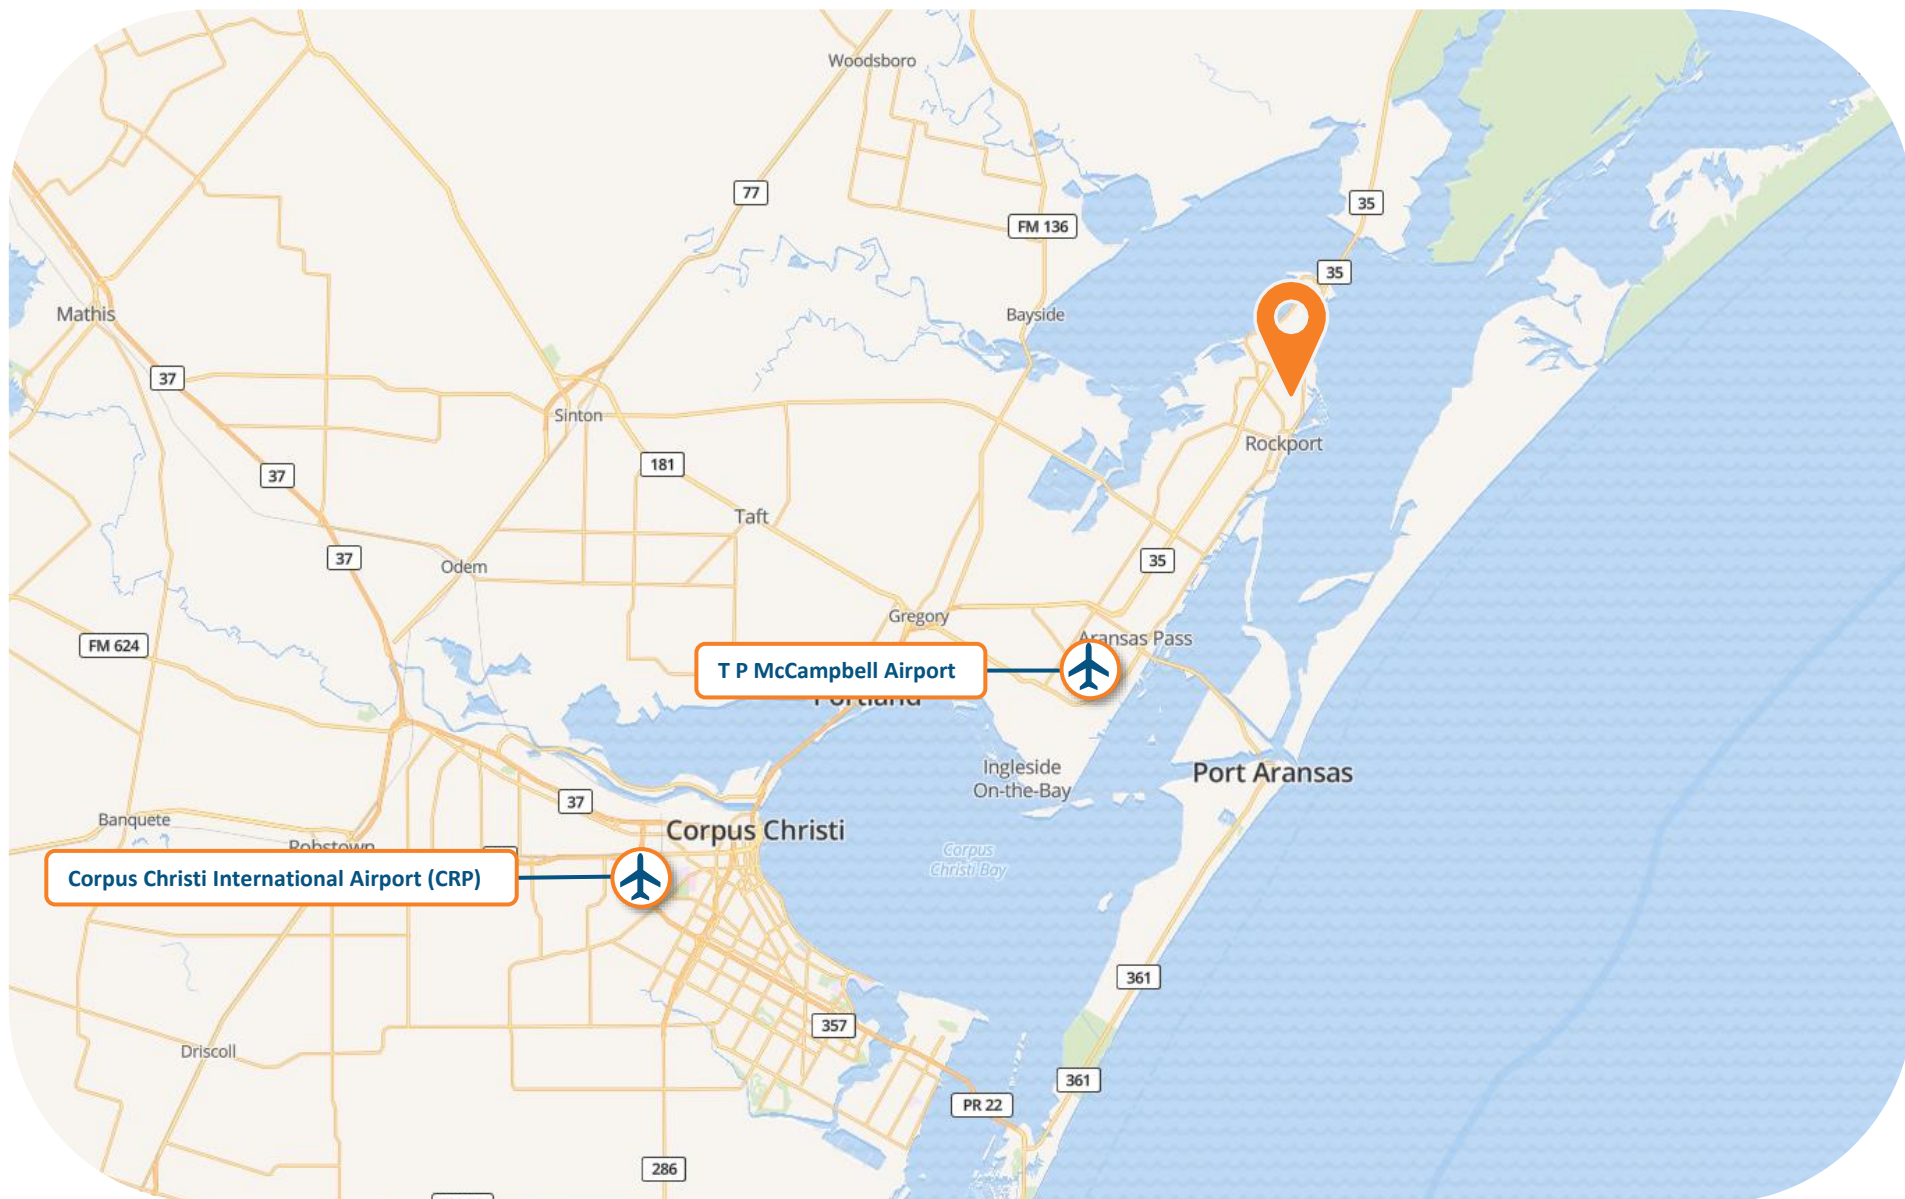 Woodsboro
77
35
FM 136
35
Mathis
Bayside
37
Sinton
Rockport
181
37
Taft
37
Odem
35
Gregory
FM 624
Aransas Pass
T P McCampbell Airport
Portland
Ingleside
On-the-Bay
Port Aransas
37
Banquete
Corpus Christi
Robstown
Corpus
Christi Bay
Corpus Christi International Airport (CRP)
361
357
Driscoll
361
PR 22
286